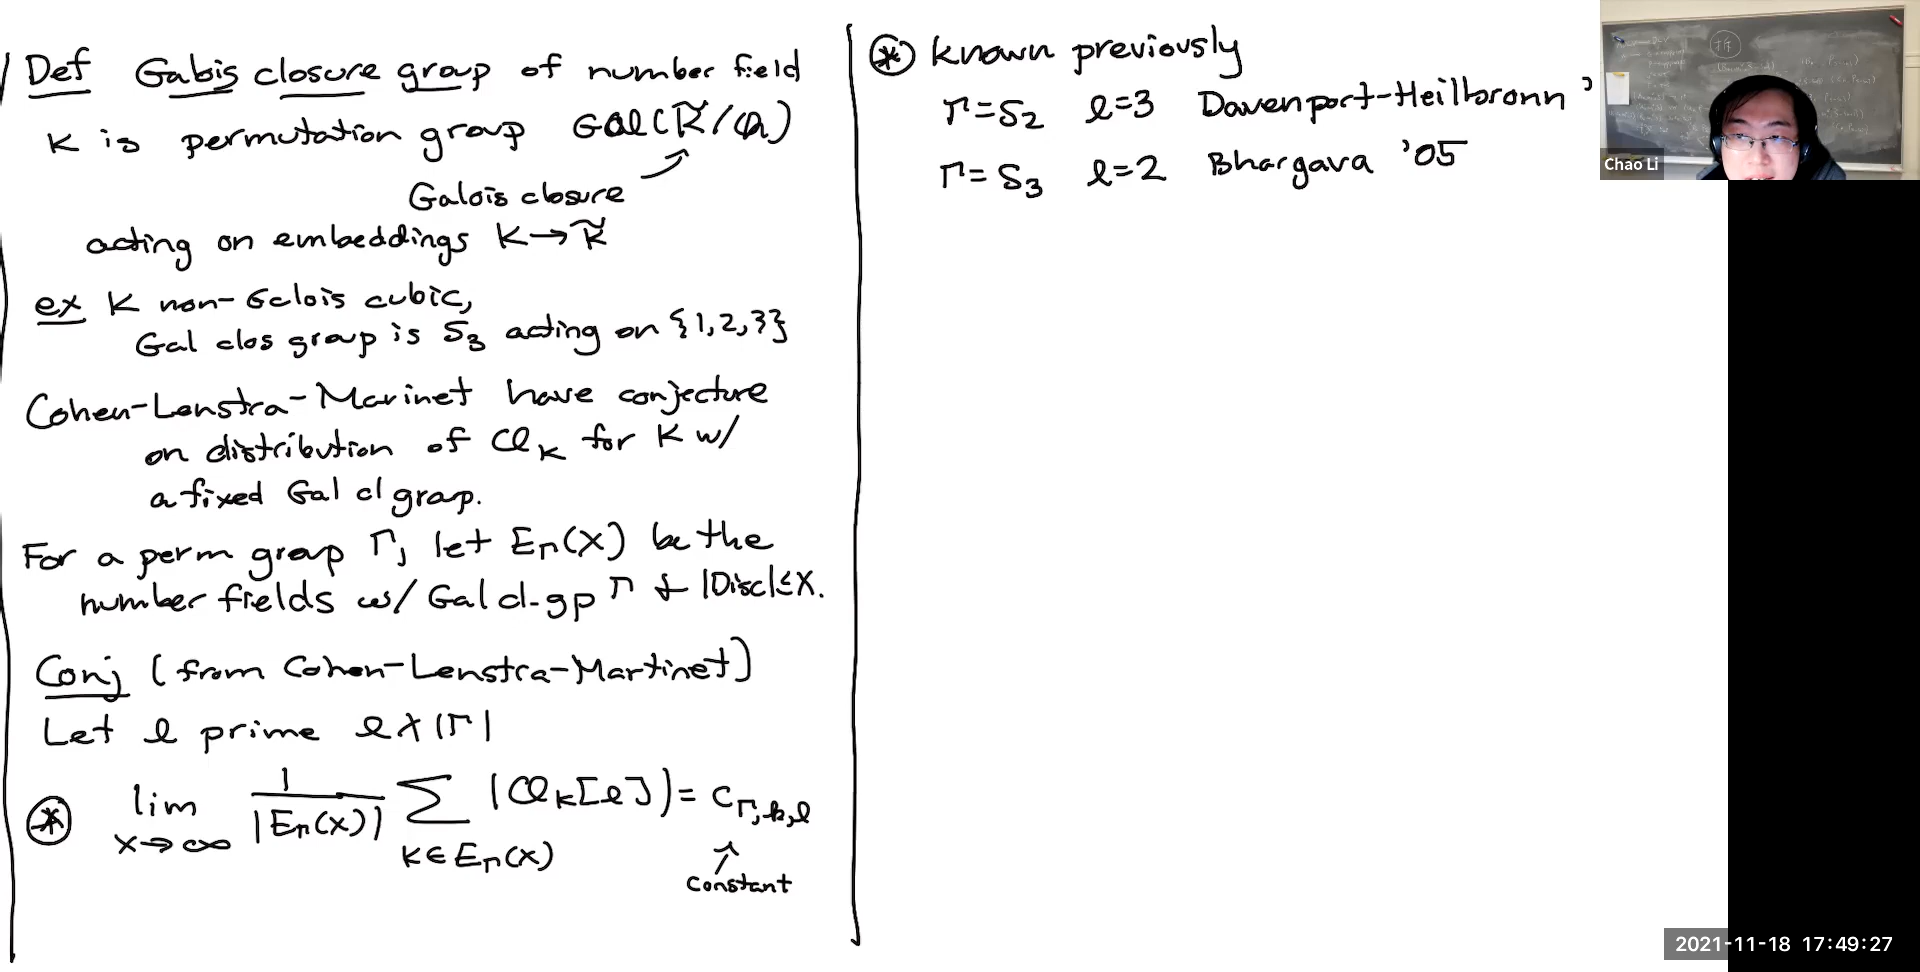 Def Galois closure group of number field
K is permutation group Gal(K̃/Q)
Galois closure
acting on embeddings K→K̃
ex K non-Galois cubic,
Gal clos group is S₃ acting on {1,2,3}
Cohen-Lenstra-Marinet have conjecture
on distribution of Cl_K for K w/
a fixed Gal cl group.
For a perm group Γ, let E_Γ(X) be the
number fields w/ Gal cl-gp Γ & |Disc|≤X.
Conj (from Cohen-Lenstra-Martinet)
Let ℓ prime ℓ∤|Γ|
⊛ lim x→∞ 1/|E_Γ(x)| ∑ K∈E_Γ(x) |Cl_K[ℓ]| = c_Γ,k,ℓ
constant
⊛ known previously
Γ=S₂ ℓ=3 Davenport-Heilbronn '
Γ=S₃ ℓ=2 Bhargava '05
Chao Li
2021-11-18 17:49:27